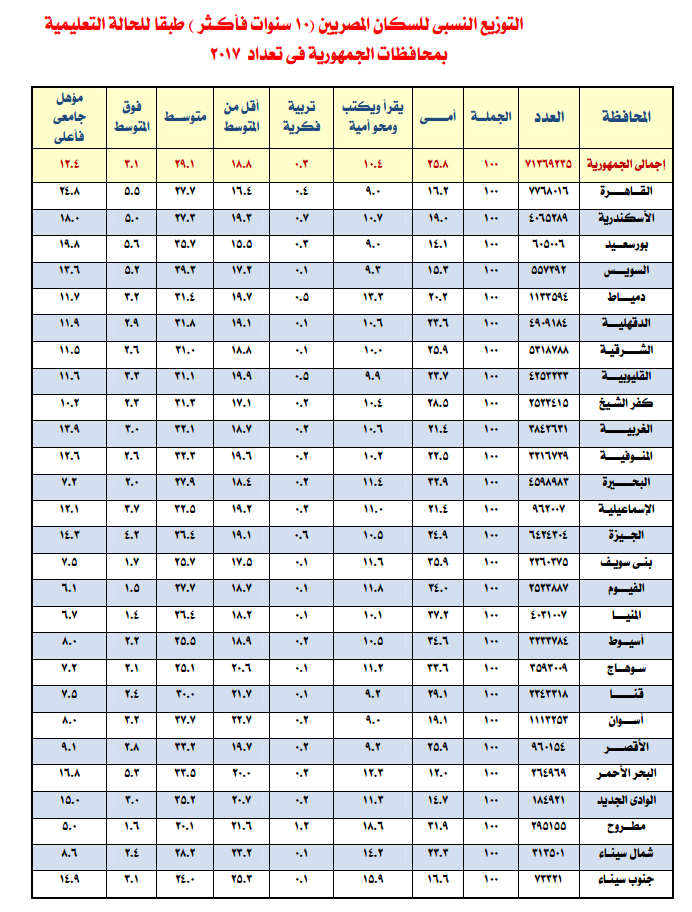 التوزيع النسبى للسكان المصريين (١٠ سنوات فأكثر ) طبقا للحالة التعليمية
بمحافظات الجمهورية فى تعداد ٢٠١٧
المحافظة العدد الجملة أمى يقرأ ويكتب ومحو أمية تربية فكرية أقل من المتوسط متوسط فوق المتوسط مؤهل جامعى فأعلى
إجمالى الجمهورية ٧١٣٦٩٢٣٥ ١٠٠ ٢٥.٨ ١٠.٤ ٠.٣ ١٨.٨ ٢٩.١ ٣.١ ١٢.٤
القاهرة ٧٧٦٨٠١٦ ١٠٠ ١٦.٢ ٩.٠ ٠.٤ ١٦.٤ ٢٧.٧ ٥.٥ ٢٤.٨
الأسكندرية ٤٠٦٥٢٨٩ ١٠٠ ١٩.٠ ١٠.٧ ٠.٧ ١٩.٣ ٢٧.٣ ٥.٠ ١٨.٠
بورسعيد ٦٠٥٠٠٦ ١٠٠ ١٤.١ ٩.٠ ٠.٣ ١٥.٥ ٣٥.٧ ٥.٦ ١٩.٨
السويس ٥٥٧٣٩٢ ١٠٠ ١٥.٣ ٩.٣ ٠.١ ١٧.٢ ٣٩.٣ ٥.٢ ١٣.٦
دمياط ١١٣٣٥٩٤ ١٠٠ ٢٠.٢ ١٣.٣ ٠.٥ ١٩.٧ ٣١.٤ ٣.٢ ١١.٧
الدقهلية ٤٩٠٩١٨٤ ١٠٠ ٢٣.٦ ١٠.٦ ٠.١ ١٩.١ ٣١.٨ ٢.٩ ١١.٩
الشرقية ٥٣١٨٧٨٨ ١٠٠ ٢٥.٩ ١٠.٠ ٠.١ ١٨.٨ ٣١.٠ ٢.٦ ١١.٥
القليوبية ٤٢٥٣٢٣٣ ١٠٠ ٢٣.٧ ٩.٩ ٠.٥ ١٩.٩ ٣١.١ ٣.٣ ١١.٦
كفر الشيخ ٢٥٢٣٤١٥ ١٠٠ ٢٨.٥ ١٠.٤ ٠.٢ ١٧.١ ٣١.٣ ٢.٣ ١٠.٢
الغربية ٣٨٤٢٦٣١ ١٠٠ ٢١.٤ ١٠.٦ ٠.٢ ١٨.٧ ٣٢.١ ٣.٠ ١٣.٩
المنوفية ٣٢١٦٧٣٩ ١٠٠ ٢٢.٥ ١٠.٢ ٠.٢ ١٩.٦ ٣٢.٣ ٢.٦ ١٢.٦
البحيرة ٤٥٩٨٩٨٣ ١٠٠ ٣٢.٩ ١١.٤ ٠.٢ ١٨.٤ ٢٧.٩ ٢.٠ ٧.٢
الإسماعيلية ٩٦٢٠٠٧ ١٠٠ ٢١.٤ ١١.٠ ٠.٢ ١٩.٢ ٣٢.٥ ٣.٧ ١٢.١
الجيزة ٦٤٢٤٣٠٤ ١٠٠ ٢٤.٩ ١٠.٥ ٠.٦ ١٩.١ ٢٦.٤ ٤.٢ ١٤.٣
بنى سويف ٢٣٦٠٣٧٥ ١٠٠ ٣٥.٩ ١١.٦ ٠.١ ١٧.٥ ٢٥.٧ ١.٧ ٧.٥
الفيوم ٢٥٢٣٨٨٧ ١٠٠ ٣٤.٠ ١١.٨ ٠.١ ١٨.٧ ٢٧.٧ ١.٥ ٦.١
المنيا ٤٠٣١٠٠٧ ١٠٠ ٣٧.٢ ١٠.١ ٠.١ ١٨.٢ ٢٦.٤ ١.٤ ٦.٧
أسيوط ٣٢٣٣٧٨٤ ١٠٠ ٣٤.٦ ١٠.٥ ٠.٢ ١٨.٩ ٢٥.٥ ٢.٢ ٨.٠
سوهاج ٣٥٩٣٠٠٩ ١٠٠ ٣٣.٦ ١١.٢ ٠.١ ٢٠.٦ ٢٥.١ ٢.١ ٧.٢
قنا ٢٣٤٣٣١٨ ١٠٠ ٢٩.١ ٩.٢ ٠.١ ٢١.٧ ٣٠.٠ ٢.٤ ٧.٥
أسوان ١١١٣٢٥٣ ١٠٠ ١٩.١ ٩.٠ ٠.٢ ٢٢.٧ ٣٧.٧ ٣.٢ ٨.٠
الأقصر ٩٦٠١٥٤ ١٠٠ ٢٥.٩ ٩.٢ ٠.٢ ١٩.٧ ٣٣.٢ ٢.٨ ٩.١
البحر الأحمر ٢٦٤٩٦٩ ١٠٠ ١٢.٠ ١٢.٣ ٠.٢ ٢٠.٠ ٣٣.٥ ٥.٣ ١٦.٨
الوادى الجديد ١٨٤٩٢١ ١٠٠ ١٤.٧ ١١.٣ ٠.٢ ٢٠.٧ ٣٥.٢ ٣.٠ ١٥.٠
مطروح ٢٩٥١٥٥ ١٠٠ ٣١.٩ ١٨.٦ ١.٢ ٢١.٦ ٢٠.١ ١.٦ ٥.٠
شمال سيناء ٣١٣٥٠١ ١٠٠ ٢٣.٣ ١٤.٢ ٠.١ ٢٣.٢ ٢٨.٢ ٢.٤ ٨.٦
جنوب سيناء ٧٣٣٢١ ١٠٠ ١٦.٦ ١٥.٩ ٠.١ ٢٥.٣ ٢٤.٠ ٣.١ ١٤.٩